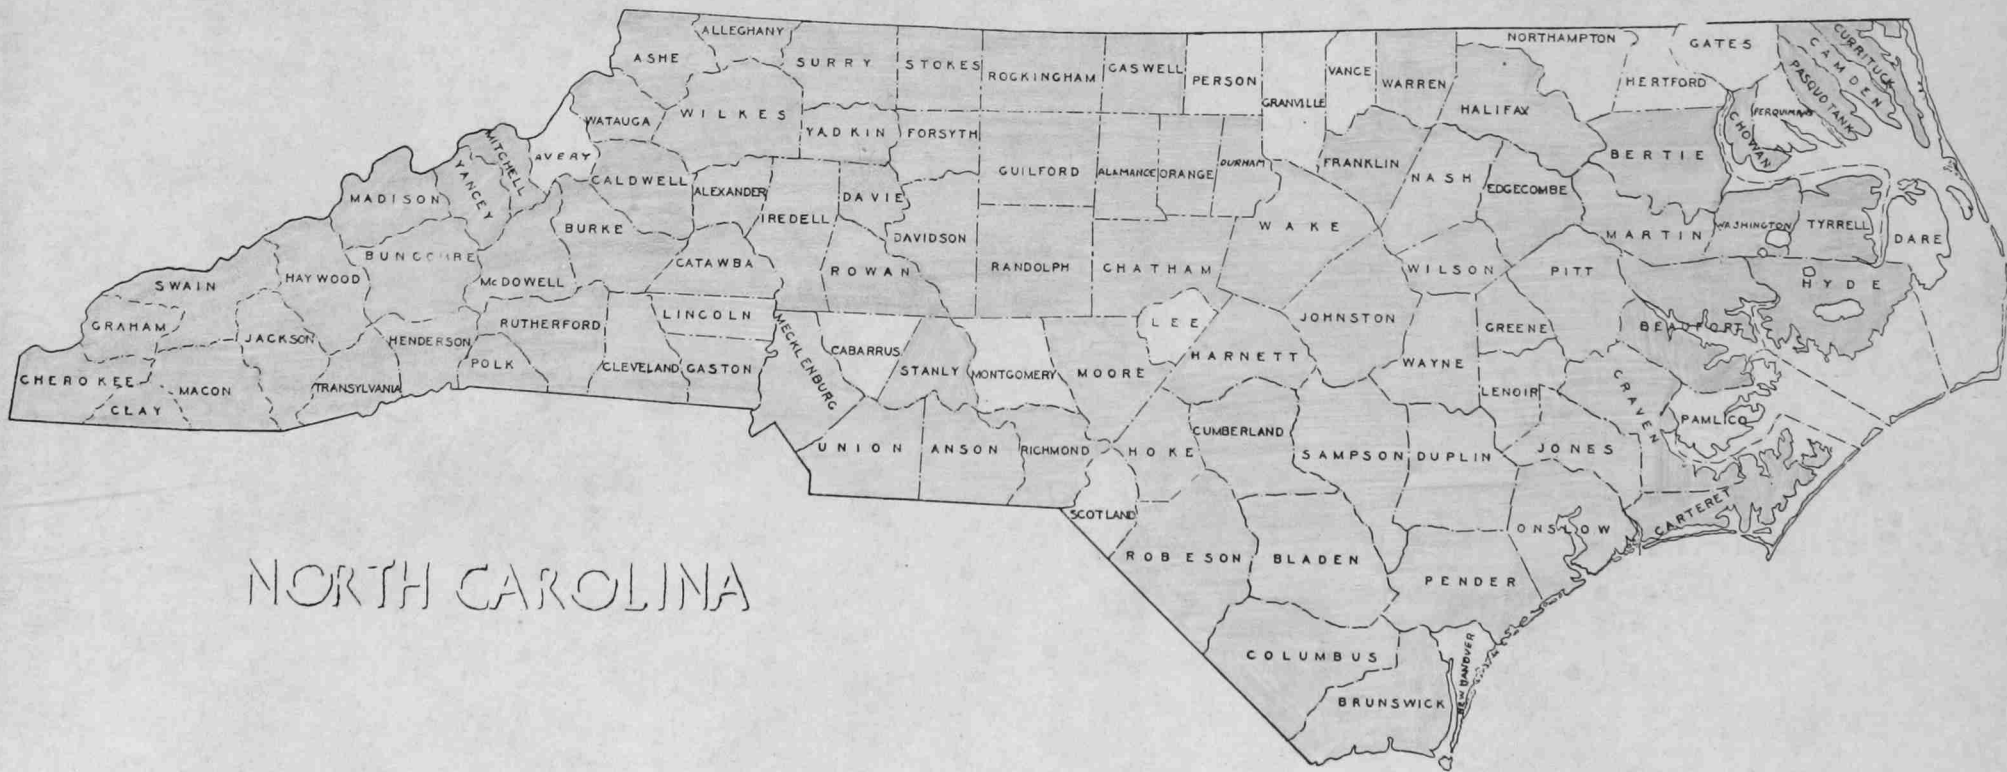 ALLEGHANY
ASHE
SURRY
STOKES
ROCKINGHAM
CASWELL
PERSON
GRANVILLE
VANCE
WARREN
NORTHAMPTON
GATES
CURRITUCK
CAMDEN
PASQUOTANK
PERQUIMANS
CHOWAN
HERTFORD
HALIFAX
WATAUGA
WILKES
YADKIN
FORSYTH
GUILFORD
ALAMANCE
ORANGE
DURHAM
FRANKLIN
NASH
EDGECOMBE
BERTIE
MITCHELL
AVERY
YANCEY
CALDWELL
ALEXANDER
IREDELL
DAVIE
DAVIDSON
MADISON
BURKE
WAKE
MARTIN
WASHINGTON
TYRRELL
DARE
BUNCOMBE
HAYWOOD
McDOWELL
CATAWBA
ROWAN
RANDOLPH
CHATHAM
WILSON
PITT
HYDE
SWAIN
GRAHAM
JACKSON
HENDERSON
RUTHERFORD
LINCOLN
MECKLENBURG
CABARRUS
STANLY
MONTGOMERY
MOORE
LEE
HARNETT
JOHNSTON
WAYNE
GREENE
BEAUFORT
CHEROKEE
CLAY
MACON
TRANSYLVANIA
POLK
CLEVELAND
GASTON
LENOIR
CRAVEN
PAMLICO
UNION
ANSON
RICHMOND
HOKE
CUMBERLAND
SAMPSON
DUPLIN
JONES
SCOTLAND
ONSLOW
CARTERET
ROBESON
BLADEN
PENDER
NORTH CAROLINA
COLUMBUS
BRUNSWICK
NEW HANOVER